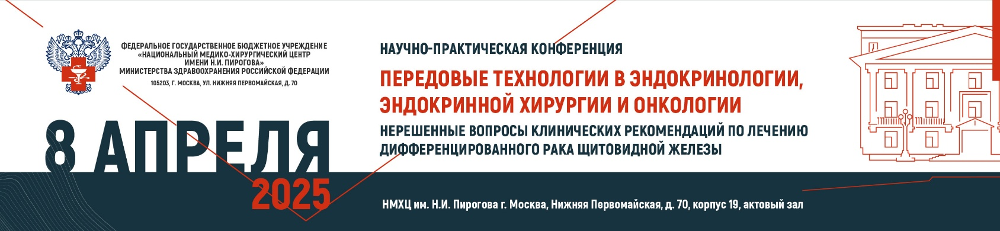 ФЕДЕРАЛЬНОЕ ГОСУДАРСТВЕННОЕ БЮДЖЕТНОЕ УЧРЕЖДЕНИЕ
«НАЦИОНАЛЬНЫЙ МЕДИКО-ХИРУРГИЧЕСКИЙ ЦЕНТР
ИМЕНИ Н.И. ПИРОГОВА»
МИНИСТЕРСТВА ЗДРАВООХРАНЕНИЯ РОССИЙСКОЙ ФЕДЕРАЦИИ
105203, Г. МОСКВА, УЛ. НИЖНЯЯ ПЕРВОМАЙСКАЯ, Д. 70
8 АПРЕЛЯ
2025
НАУЧНО-ПРАКТИЧЕСКАЯ КОНФЕРЕНЦИЯ
ПЕРЕДОВЫЕ ТЕХНОЛОГИИ В ЭНДОКРИНОЛОГИИ,
ЭНДОКРИННОЙ ХИРУРГИИ И ОНКОЛОГИИ
НЕРЕШЕННЫЕ ВОПРОСЫ КЛИНИЧЕСКИХ РЕКОМЕНДАЦИЙ ПО ЛЕЧЕНИЮ
ДИФФЕРЕНЦИРОВАННОГО РАКА ЩИТОВИДНОЙ ЖЕЛЕЗЫ
НМХЦ им. Н.И. Пирогова г. Москва, Нижняя Первомайская, д. 70, корпус 19, актовый зал